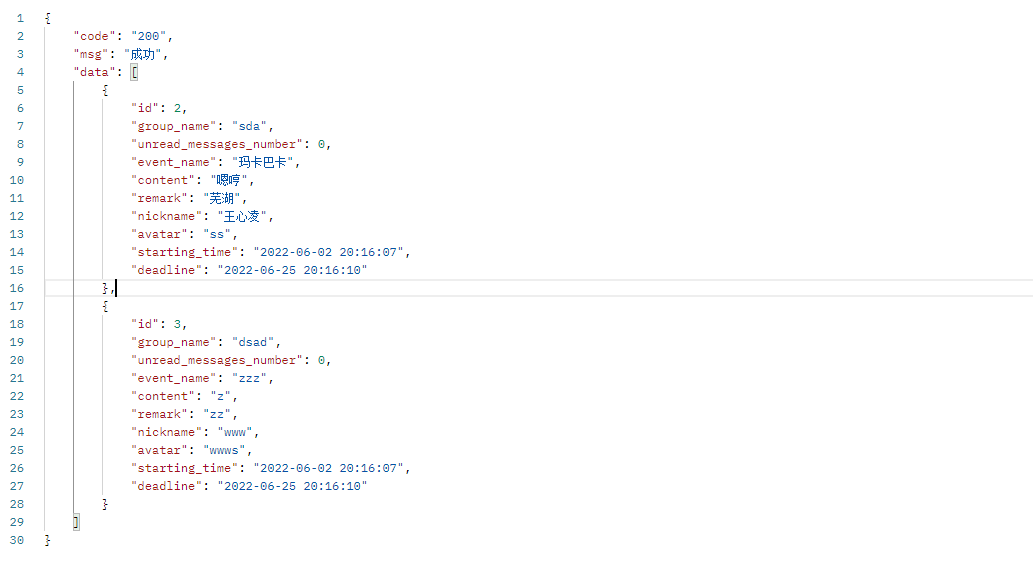 1 {
2 "code": "200",
3 "msg": "成功",
4 "data": [
5 {
6 "id": 2,
7 "group_name": "sda",
8 "unread_messages_number": 0,
9 "event_name": "玛卡巴卡",
10 "content": "嗯哼",
11 "remark": "芜湖",
12 "nickname": "王心凌",
13 "avatar": "ss",
14 "starting_time": "2022-06-02 20:16:07",
15 "deadline": "2022-06-25 20:16:10"
16 },
17 {
18 "id": 3,
19 "group_name": "dsad",
20 "unread_messages_number": 0,
21 "event_name": "zzz",
22 "content": "z",
23 "remark": "zz",
24 "nickname": "www",
25 "avatar": "wwws",
26 "starting_time": "2022-06-02 20:16:07",
27 "deadline": "2022-06-25 20:16:10"
28 }
29 ]
30 }